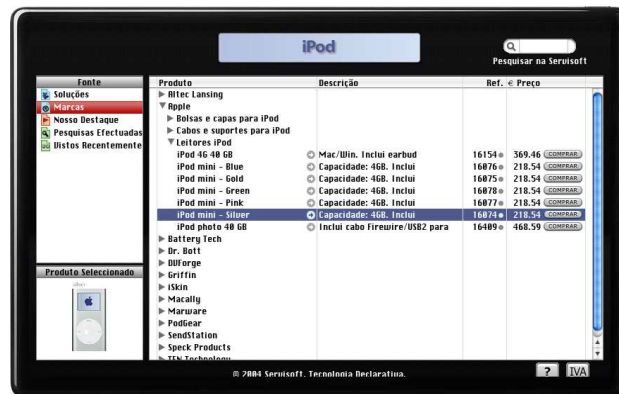 iPod
Pesquisar na Servisoft
Fonte
Soluções
Marcas
Nosso Destaque
Pesquisas Efectuadas
Vistos Recentemente
Produto Descrição Ref. € Preço
Altec Lansing
Apple
Bolsas e capas para iPod
Cabos e suportes para iPod
Leitores iPod
iPod 4G 40 GB Mac/Win. Inclui earbud 16154 369.46 COMPRAR
iPod mini - Blue Capacidade: 4GB. Inclui 16076 218.54 COMPRAR
iPod mini - Gold Capacidade: 4GB. Inclui 16075 218.54 COMPRAR
iPod mini - Green Capacidade: 4GB. Inclui 16078 218.54 COMPRAR
iPod mini - Pink Capacidade: 4GB. Inclui 16077 218.54 COMPRAR
iPod mini - Silver Capacidade: 4GB. Inclui 16074 218.54 COMPRAR
iPod photo 40 GB Inclui cabo Firewire/USB2 para 16409 468.59 COMPRAR
Battery Tech
Dr. Bott
DVForge
Griffin
iSkin
Macally
Marware
PodGear
SendStation
Speck Products
TEN Technology
Produto Seleccionado
silver
© 2004 Servisoft. Tecnologia Declarativa.
? IVA